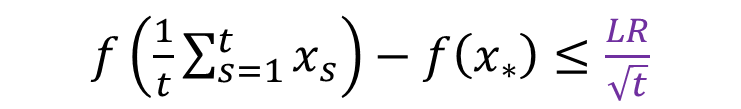 f(1/t ∑_{s=1}^{t} x_s) − f(x_*) ≤ LR/√t